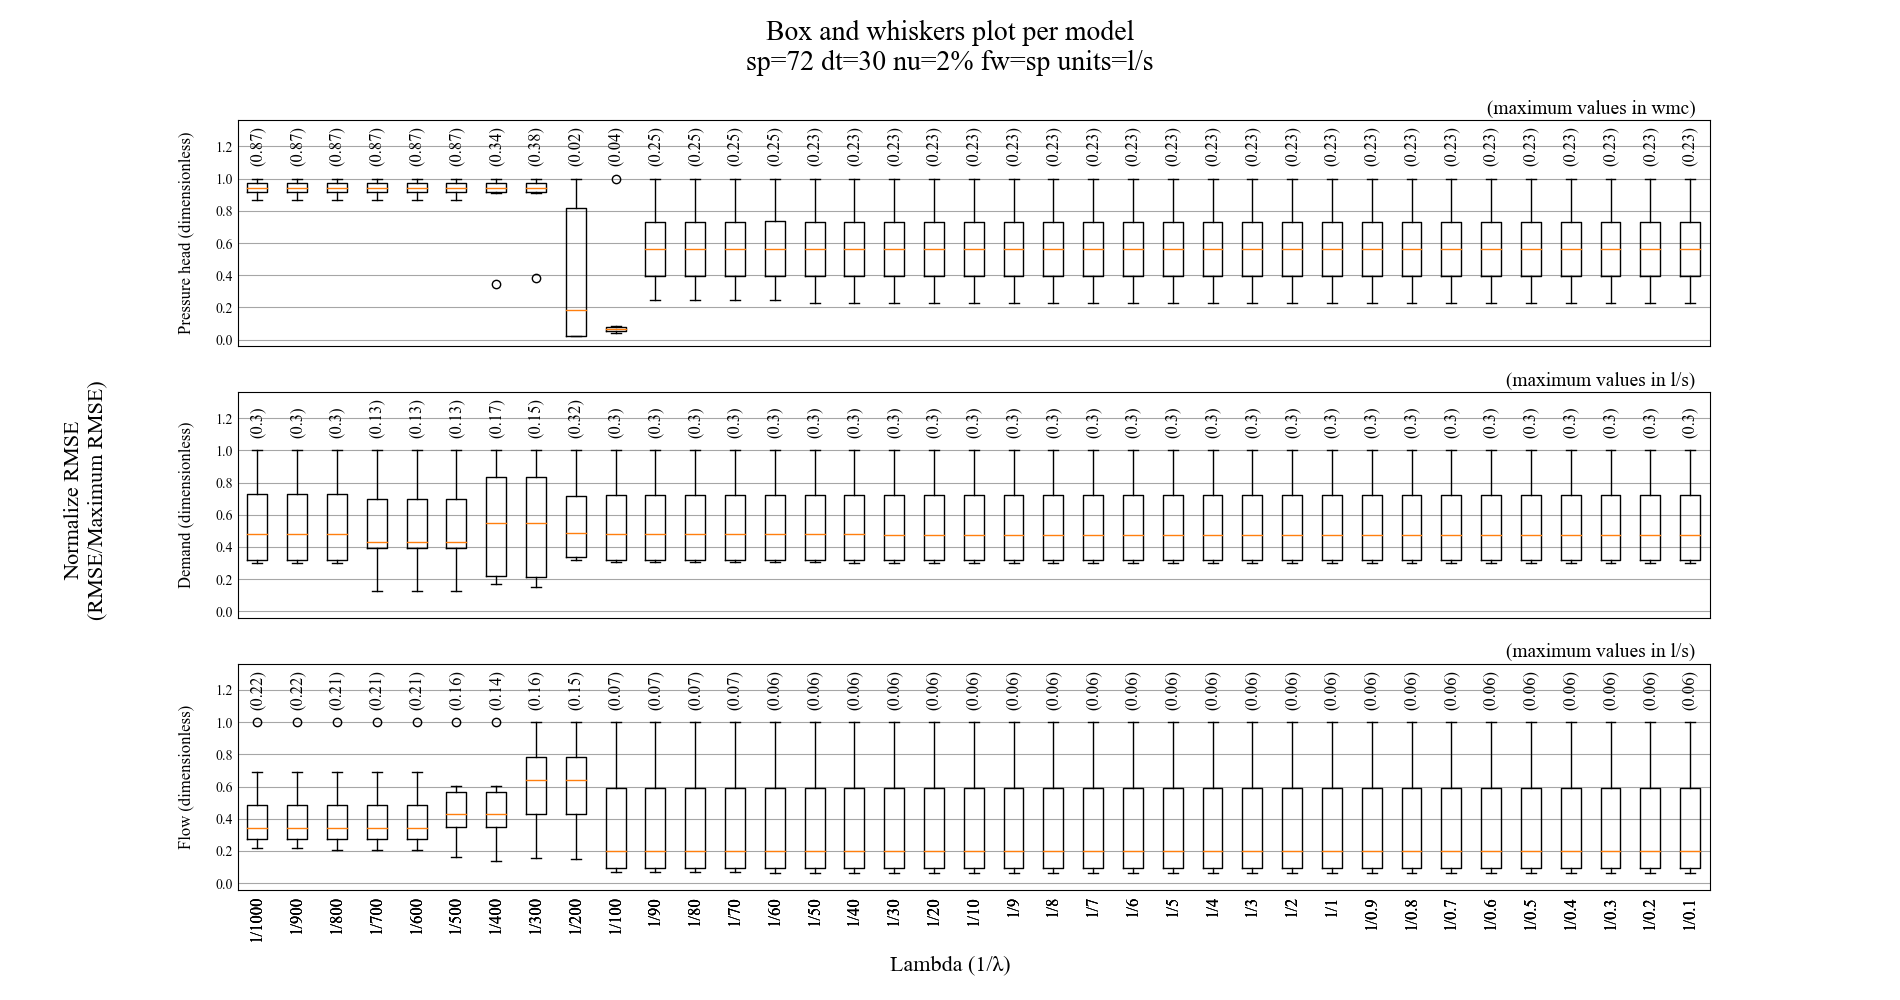 Box and whiskers plot per model
sp=72 dt=30 nu=2% fw=sp units=l/s
Normalize RMSE
(RMSE/Maximum RMSE)
(maximum values in wmc)
Pressure head (dimensionless)
1.2
1.0
0.8
0.6
0.4
0.2
0.0
(0.87) (0.87) (0.87) (0.87) (0.87) (0.87) (0.34) (0.38) (0.02) (0.04) (0.25) (0.25) (0.25) (0.25) (0.23) (0.23) (0.23) (0.23) (0.23) (0.23) (0.23) (0.23) (0.23) (0.23) (0.23) (0.23) (0.23) (0.23) (0.23) (0.23) (0.23) (0.23) (0.23) (0.23) (0.23) (0.23) (0.23)
(maximum values in l/s)
Demand (dimensionless)
1.2
1.0
0.8
0.6
0.4
0.2
0.0
(0.3) (0.3) (0.3) (0.13) (0.13) (0.13) (0.17) (0.15) (0.32) (0.3) (0.3) (0.3) (0.3) (0.3) (0.3) (0.3) (0.3) (0.3) (0.3) (0.3) (0.3) (0.3) (0.3) (0.3) (0.3) (0.3) (0.3) (0.3) (0.3) (0.3) (0.3) (0.3) (0.3) (0.3) (0.3) (0.3) (0.3)
(maximum values in l/s)
Flow (dimensionless)
1.2
1.0
0.8
0.6
0.4
0.2
0.0
(0.22) (0.22) (0.21) (0.21) (0.21) (0.16) (0.14) (0.16) (0.15) (0.07) (0.07) (0.07) (0.07) (0.06) (0.06) (0.06) (0.06) (0.06) (0.06) (0.06) (0.06) (0.06) (0.06) (0.06) (0.06) (0.06) (0.06) (0.06) (0.06) (0.06) (0.06) (0.06) (0.06) (0.06) (0.06) (0.06) (0.06)
1/1000 1/900 1/800 1/700 1/600 1/500 1/400 1/300 1/200 1/100 1/90 1/80 1/70 1/60 1/50 1/40 1/30 1/20 1/10 1/9 1/8 1/7 1/6 1/5 1/4 1/3 1/2 1/1 1/0.9 1/0.8 1/0.7 1/0.6 1/0.5 1/0.4 1/0.3 1/0.2 1/0.1
Lambda (1/λ)